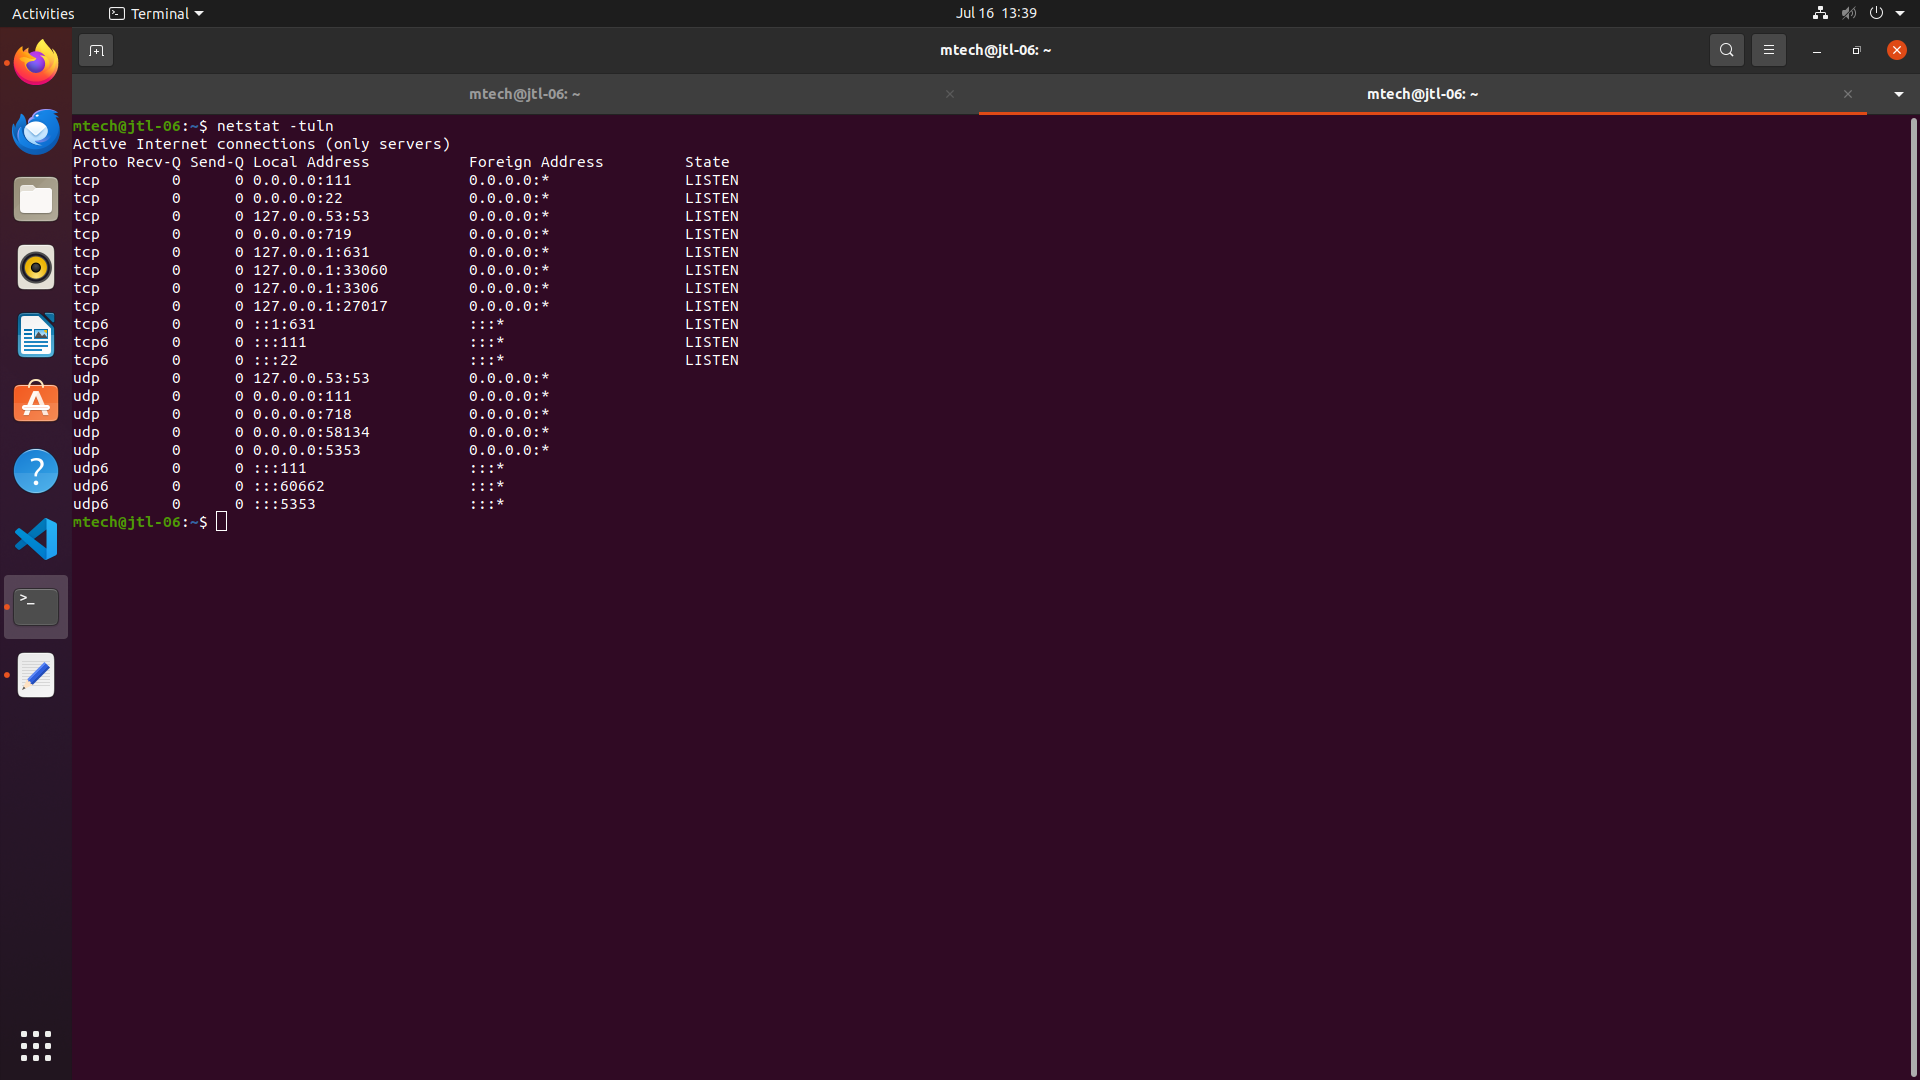 Activities Terminal Jul 16 13:39
mtech@jtl-06: ~
mtech@jtl-06: ~ mtech@jtl-06: ~
mtech@jtl-06:~$ netstat -tuln
Active Internet connections (only servers)
Proto Recv-Q Send-Q Local Address           Foreign Address         State
tcp        0      0 0.0.0.0:111             0.0.0.0:*               LISTEN
tcp        0      0 0.0.0.0:22              0.0.0.0:*               LISTEN
tcp        0      0 127.0.0.53:53           0.0.0.0:*               LISTEN
tcp        0      0 0.0.0.0:719             0.0.0.0:*               LISTEN
tcp        0      0 127.0.0.1:631           0.0.0.0:*               LISTEN
tcp        0      0 127.0.0.1:33060         0.0.0.0:*               LISTEN
tcp        0      0 127.0.0.1:3306          0.0.0.0:*               LISTEN
tcp        0      0 127.0.0.1:27017         0.0.0.0:*               LISTEN
tcp6       0      0 ::1:631                 :::*                    LISTEN
tcp6       0      0 :::111                  :::*                    LISTEN
tcp6       0      0 :::22                   :::*                    LISTEN
udp        0      0 127.0.0.53:53           0.0.0.0:*
udp        0      0 0.0.0.0:111             0.0.0.0:*
udp        0      0 0.0.0.0:718             0.0.0.0:*
udp        0      0 0.0.0.0:58134           0.0.0.0:*
udp        0      0 0.0.0.0:5353            0.0.0.0:*
udp6       0      0 :::111                  :::*
udp6       0      0 :::60662                :::*
udp6       0      0 :::5353                 :::*
mtech@jtl-06:~$